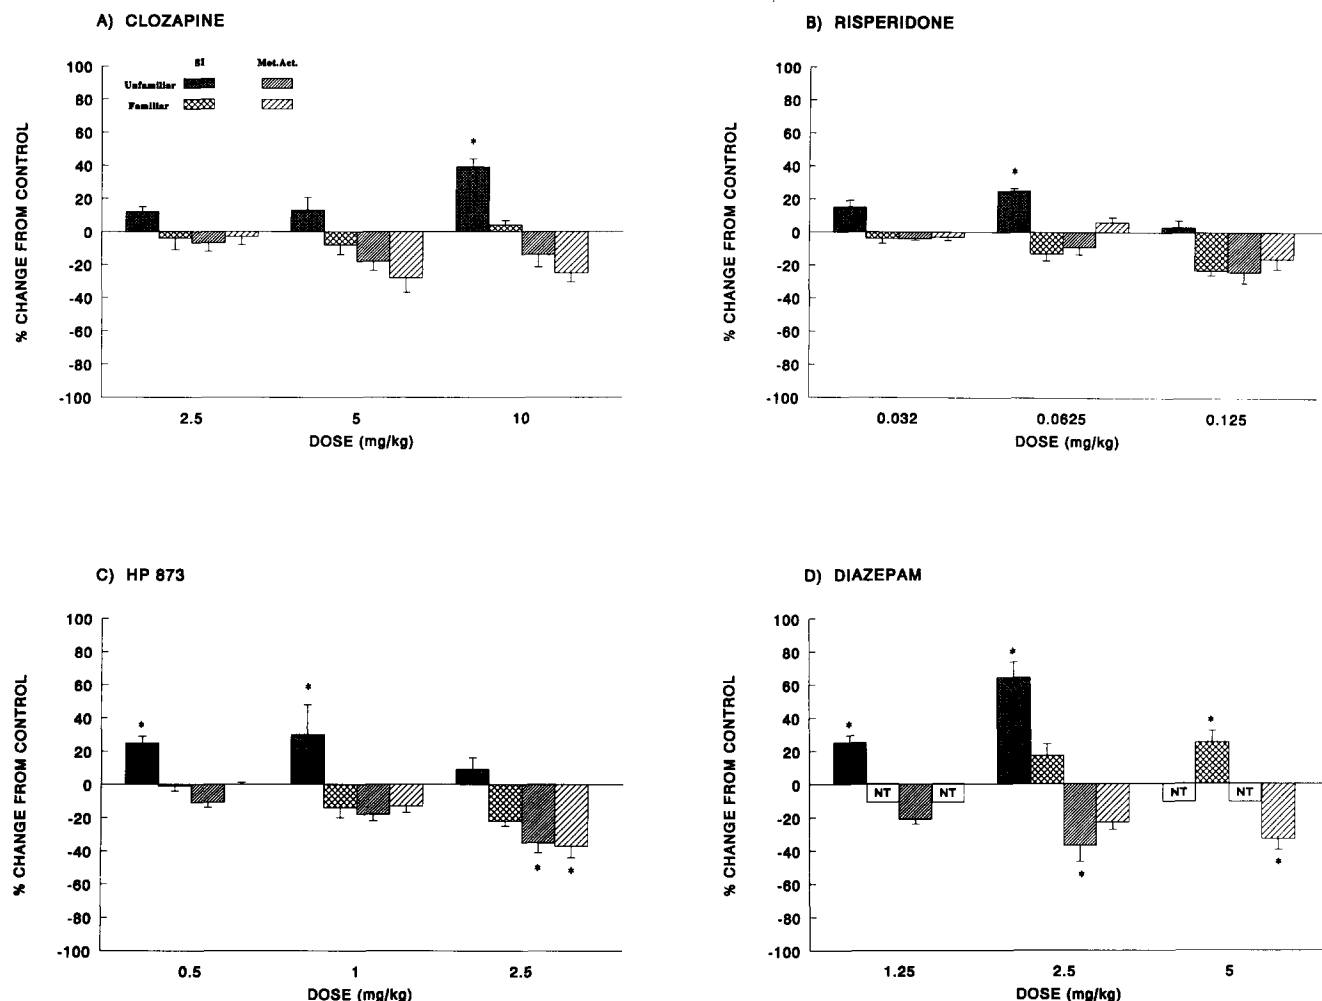 A) CLOZAPINE
SI Mot.Act.
Unfamiliar
Familiar
% CHANGE FROM CONTROL
100
80
60
40
20
0
-20
-40
-60
-80
-100
*
2.5 5 10
DOSE (mg/kg)
B) RISPERIDONE
% CHANGE FROM CONTROL
100
80
60
40
20
0
-20
-40
-60
-80
-100
*
0.032 0.0625 0.125
DOSE (mg/kg)
C) HP 873
% CHANGE FROM CONTROL
100
80
60
40
20
0
-20
-40
-60
-80
-100
* *
* *
0.5 1 2.5
DOSE (mg/kg)
D) DIAZEPAM
% CHANGE FROM CONTROL
100
80
60
40
20
0
-20
-40
-60
-80
-100
* * *
NT NT NT NT
* *
1.25 2.5 5
DOSE (mg/kg)